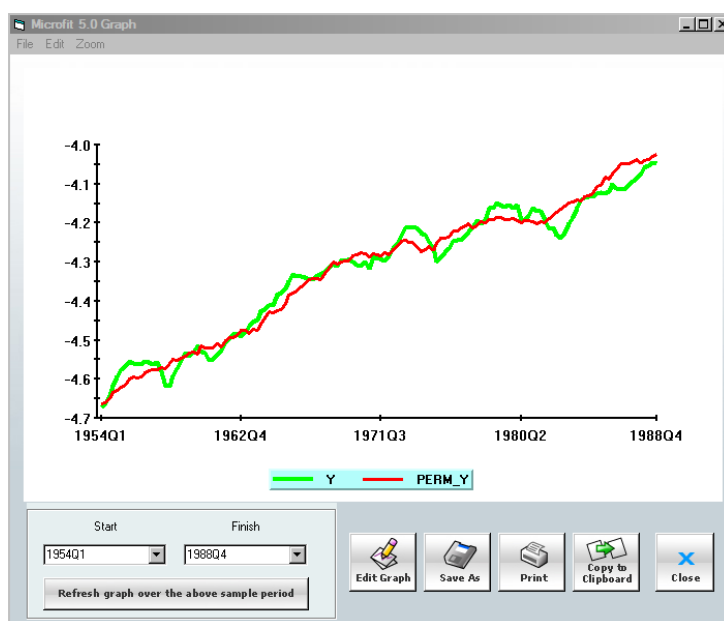 Microfit 5.0 Graph
File Edit Zoom
-4.0
-4.1
-4.2
-4.3
-4.4
-4.5
-4.6
-4.7
1954Q1 1962Q4 1971Q3 1980Q2 1988Q4
Y PERM_Y
Start Finish
1954Q1 1988Q4
Refresh graph over the above sample period
Edit Graph
Save As
Print
Copy to
Clipboard
Close